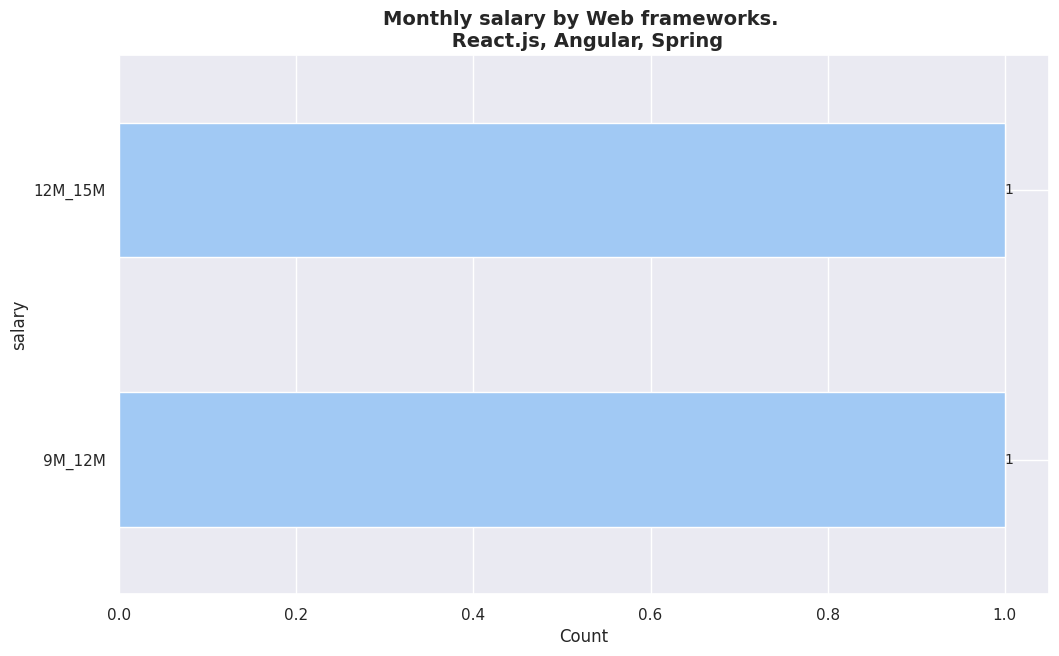 Monthly salary by Web frameworks.
React.js, Angular, Spring
12M_15M
1
salary
9M_12M
1
0.0 0.2 0.4 0.6 0.8 1.0
Count